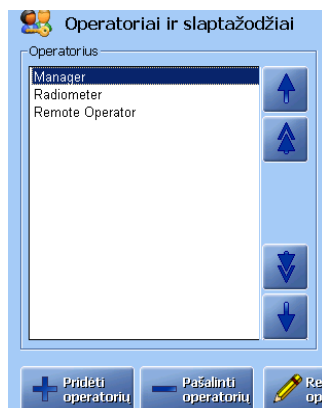 Operatoriai ir slaptažodžiai
Operatorius
Manager
Radiometer
Remote Operator
Pridėti
operatorių
Pašalinti
operatorių